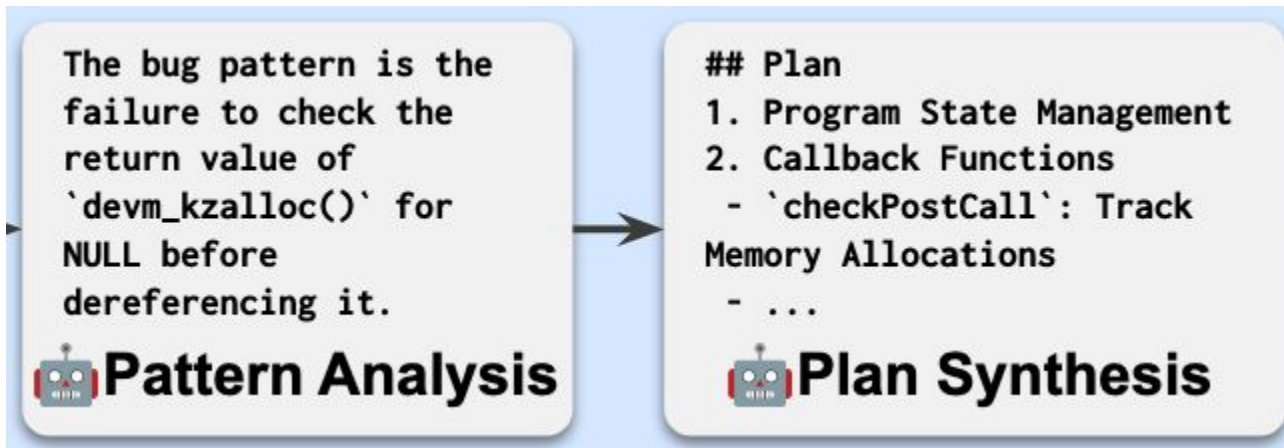 The bug pattern is the
failure to check the
return value of
`devm_kzalloc()` for
NULL before
dereferencing it.
Pattern Analysis
## Plan
1. Program State Management
2. Callback Functions
- `checkPostCall`: Track
Memory Allocations
- ...
Plan Synthesis